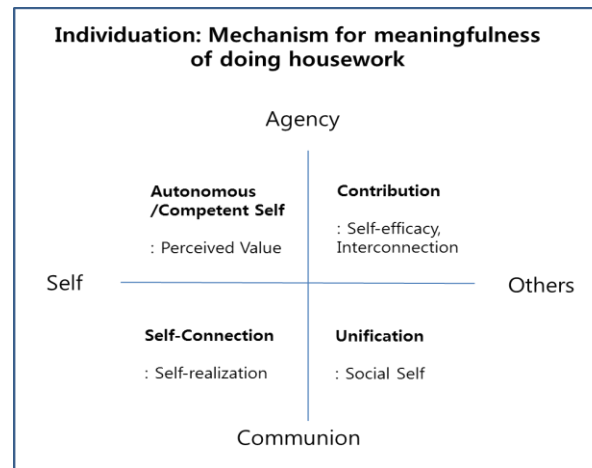 Individuation: Mechanism for meaningfulness
of doing housework
Agency
Autonomous
/Competent Self
: Perceived Value
Contribution
: Self-efficacy,
Interconnection
Self
Others
Self-Connection
: Self-realization
Unification
: Social Self
Communion